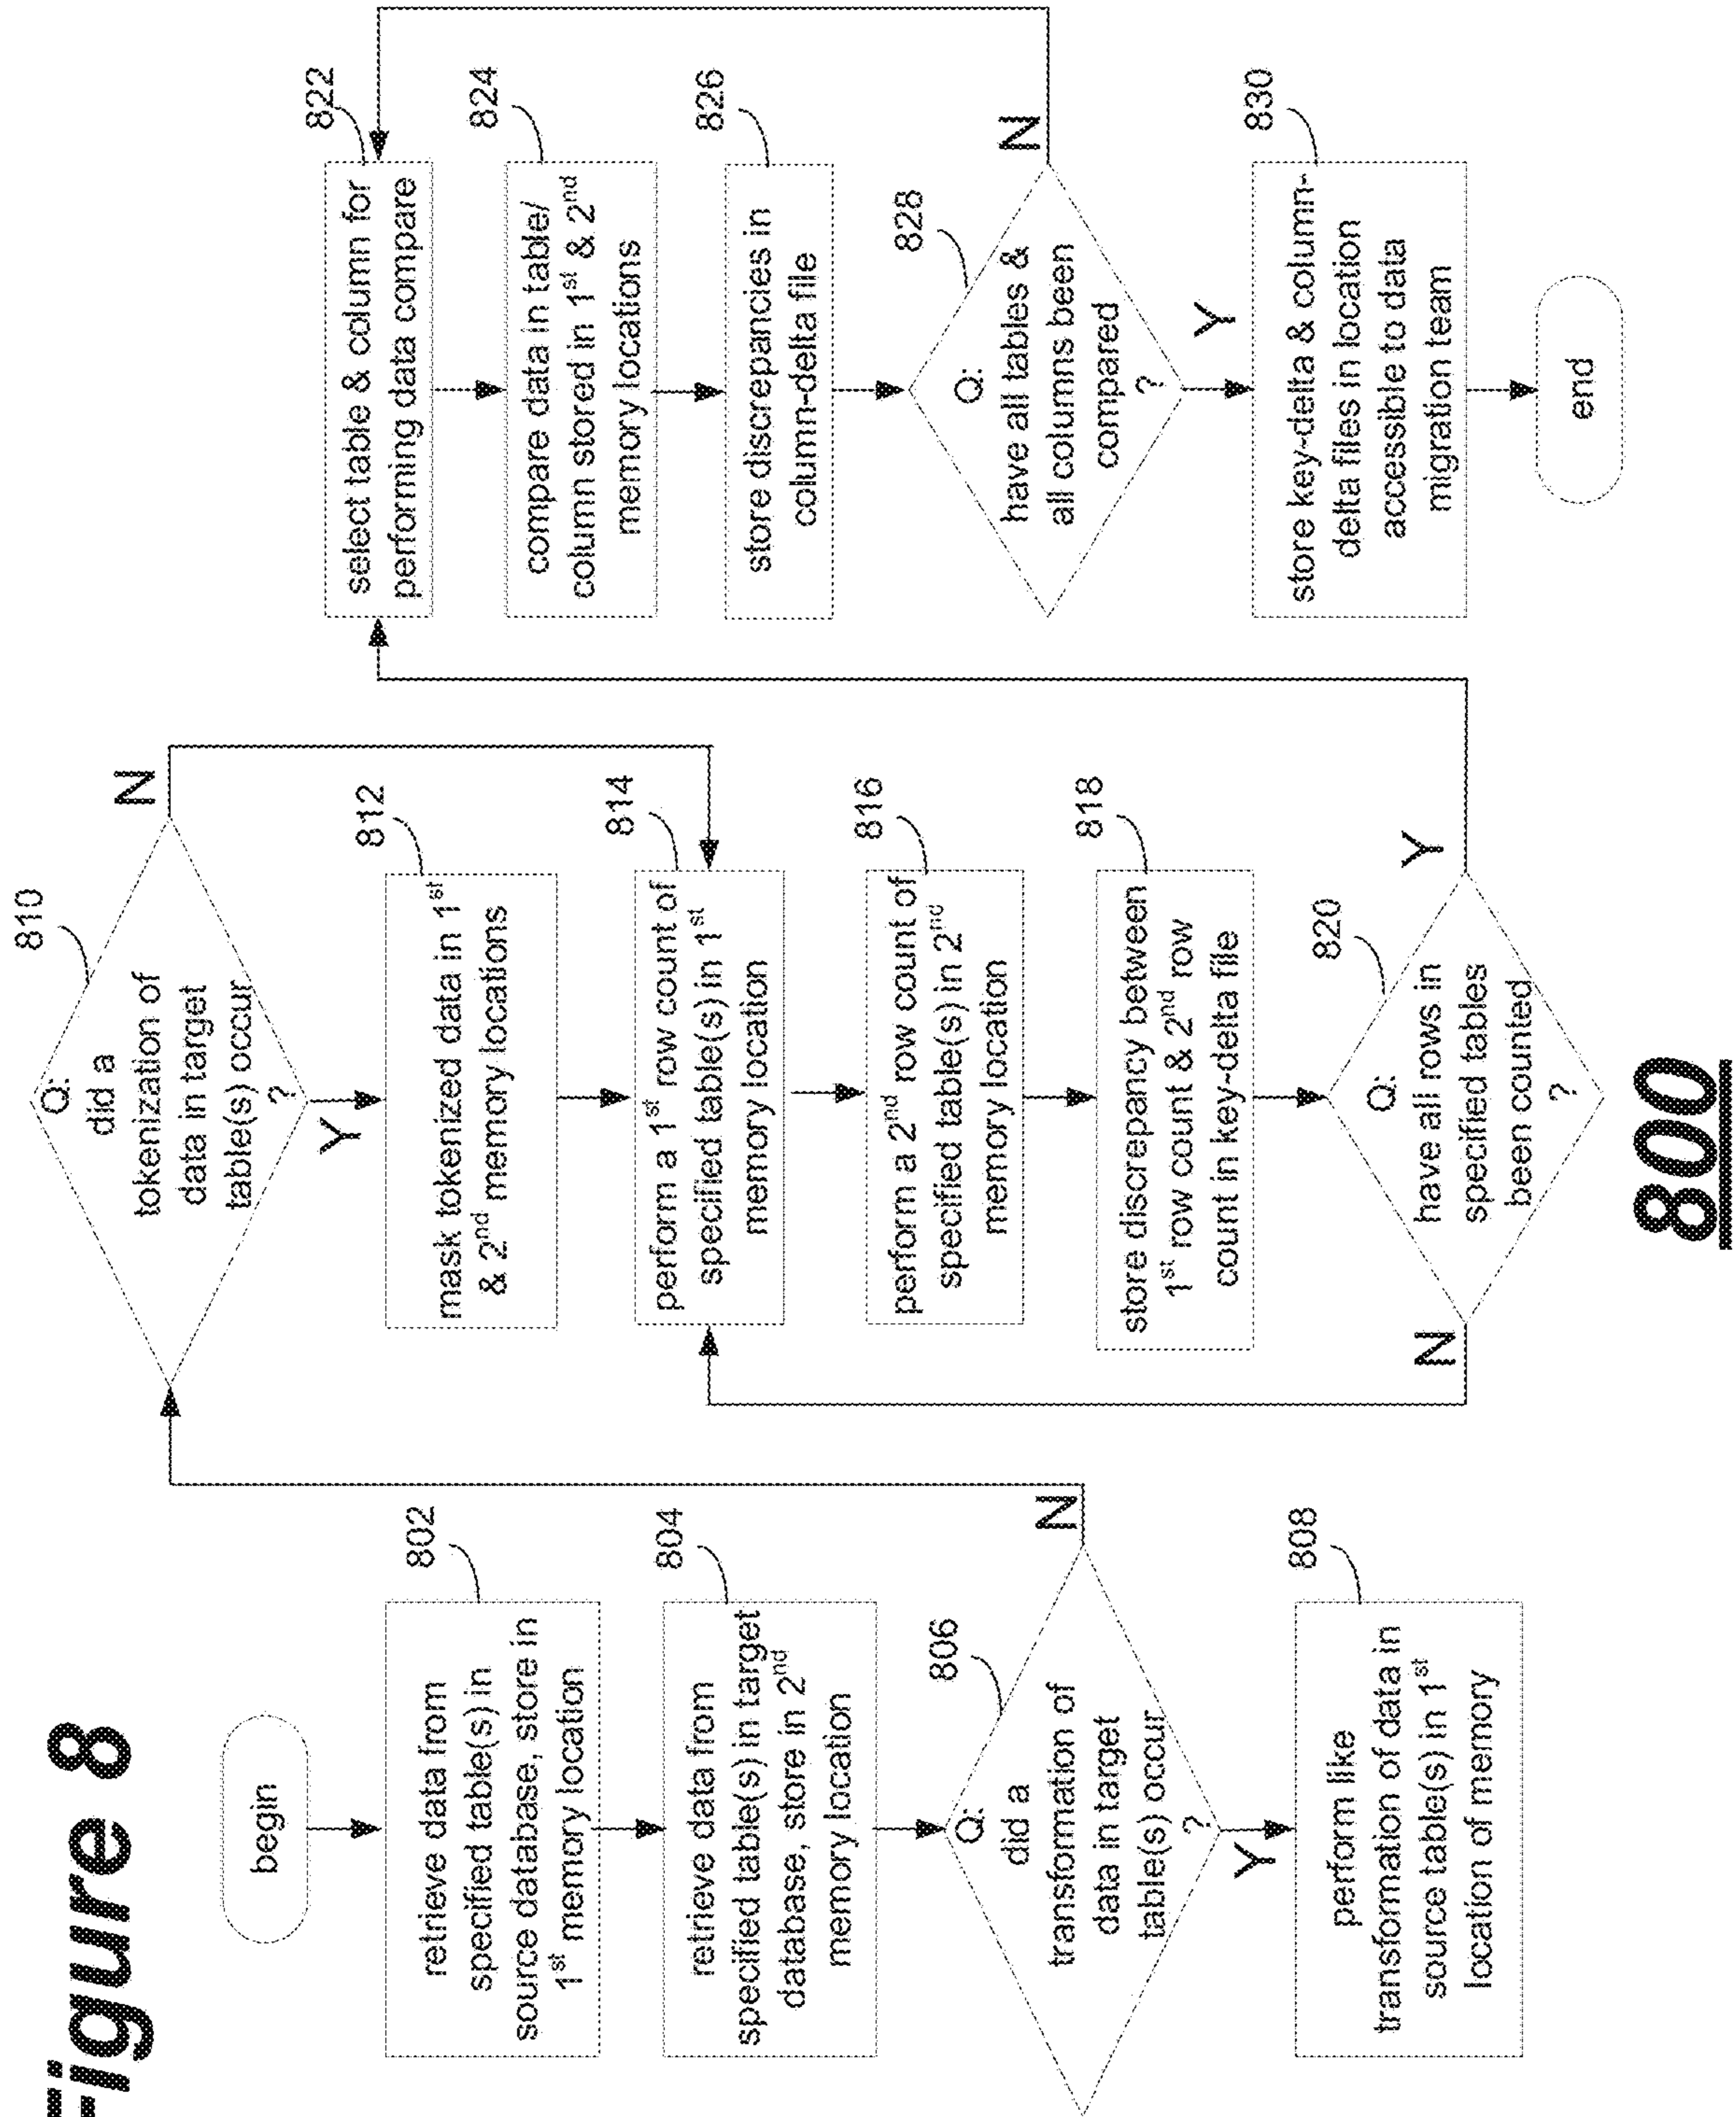 Figure 8
begin
802
retrieve data from
specified table(s) in
source database, store in
1st memory location
804
retrieve data from
specified table(s) in target
database, store in 2nd
memory location
806
Q:
did a
transformation of
data in target
table(s) occur
?
N
Y
808
perform like
transformation of data in
source table(s) in 1st
location of memory
810
Q:
did a
tokenization of
data in target
table(s) occur
?
N
Y
812
mask tokenized data in 1st
& 2nd memory locations
814
perform a 1st row count of
specified table(s) in 1st
memory location
816
perform a 2nd row count of
specified table(s) in 2nd
memory location
818
store discrepancy between
1st row count & 2nd row
count in key-delta file
820
Q:
have all rows in
specified tables
been counted
?
N
Y
822
select table & column for
performing data compare
824
compare data in table/
column stored in 1st & 2nd
memory locations
826
store discrepancies in
column-delta file
828
Q:
have all tables &
all columns been
compared
?
N
Y
830
store key-delta & column-
delta files in location
accessible to data
migration team
end
800